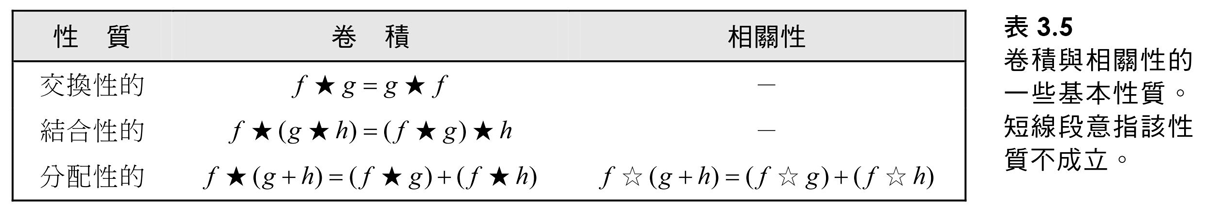 性 質 卷 積 相關性
交換性的 f ★ g = g ★ f —
結合性的 f ★ (g ★ h) = (f ★ g) ★ h —
分配性的 f ★ (g + h) = (f ★ g) + (f ★ h) f ☆ (g + h) = (f ☆ g) + (f ☆ h)
表 3.5
卷積與相關性的
一些基本性質。
短線段意指該性
質不成立。